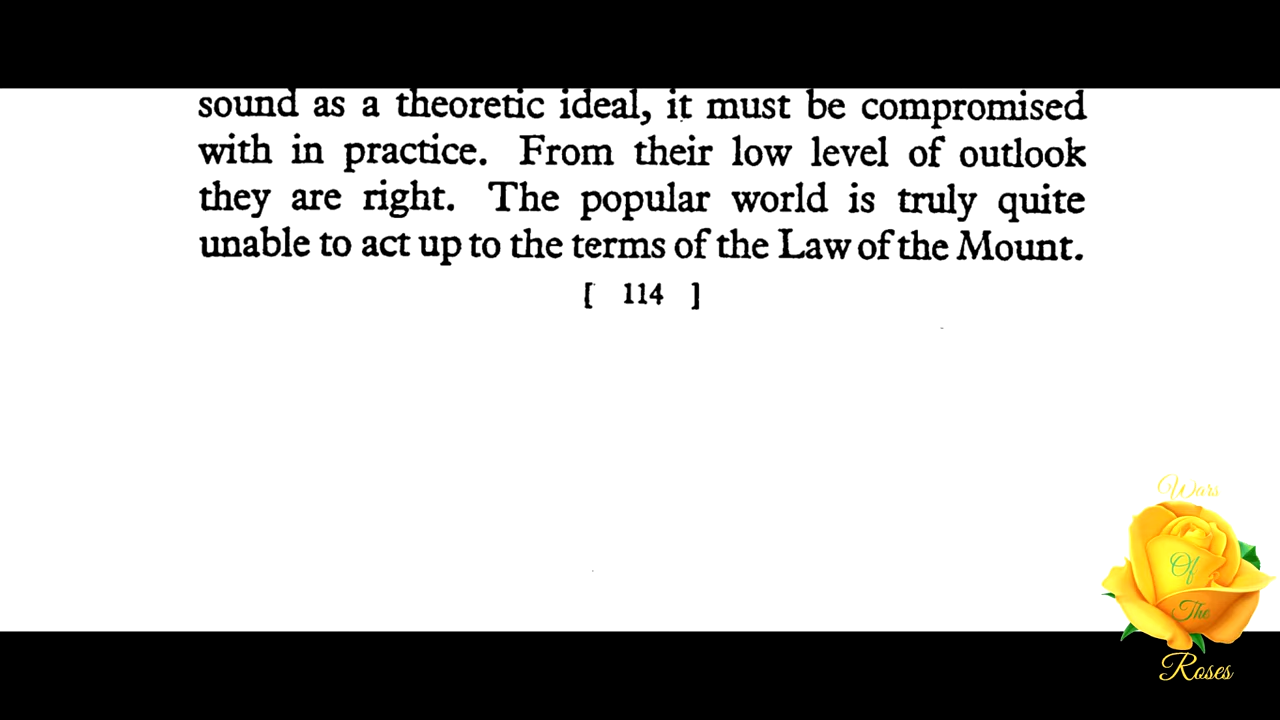 sound as a theoretic ideal, it must be compromised
with in practice. From their low level of outlook
they are right. The popular world is truly quite
unable to act up to the terms of the Law of the Mount.
[ 114 ]
Wars
Of
The
Roses